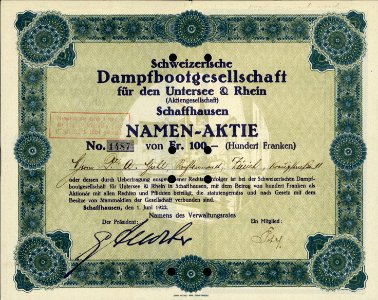 Schweizerische
Dampfbootgesellschaft
für den Untersee & Rhein
(Aktiengesellschaft)
Schaffhausen
NAMEN-AKTIE
No. 1487 von Fr. 100.– (Hundert Franken)
Herrn Dr. A.
oder dessen durch Uebertragung ausgewiesener Rechtsnachfolger ist bei der Schweizerischen Dampf-
bootgesellschaft für Untersee & Rhein in Schaffhausen, mit dem Betrag von hundert Franken als
Aktionär mit allen Rechten und Pflichten beteiligt, die statutengemäss und nach Gesetz mit dem
Besitze von Stammaktien der Gesellschaft verbunden sind.
Schaffhausen, den 1. Juni 1922.
Namens des Verwaltungsrates
Der Präsident:
Ein Mitglied: